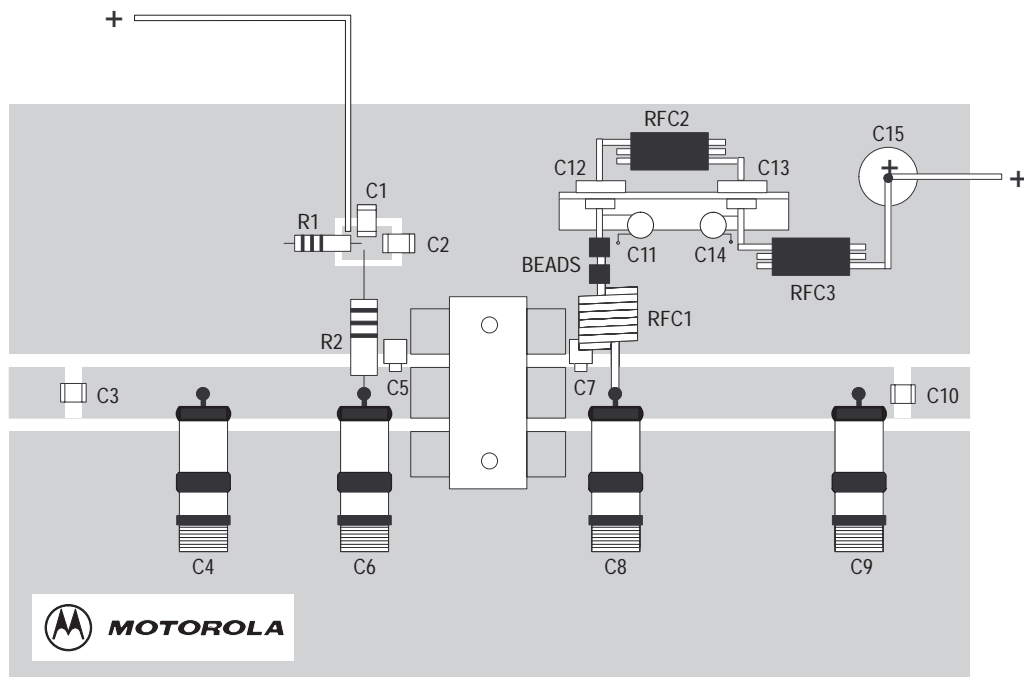 +
RFC2
C15
+
C12
C13
+
C1
R1
C2
C11
C14
BEADS
RFC3
RFC1
R2
C5
C7
C3
C10
C4
C6
C8
C9
MOTOROLA